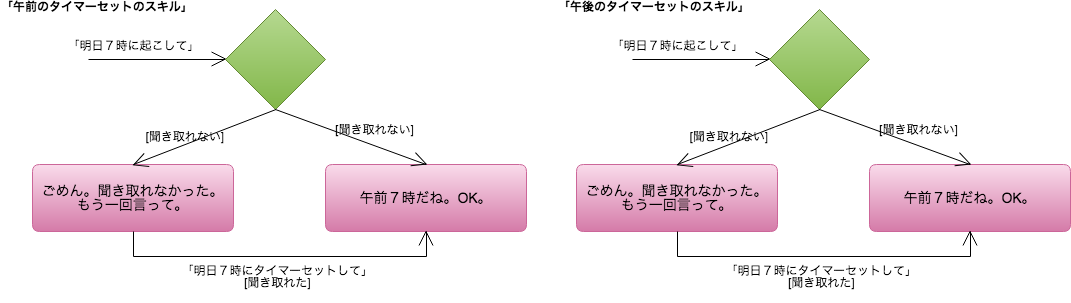 「午前のタイマーセットのスキル」
「明日７時に起こして」
[聞き取れない]
[聞き取れない]
ごめん。聞き取れなかった。
もう一回言って。
午前７時だね。OK。
「明日７時にタイマーセットして」
[聞き取れた]
「午後のタイマーセットのスキル」
「明日７時に起こして」
[聞き取れない]
[聞き取れない]
ごめん。聞き取れなかった。
もう一回言って。
午前７時だね。OK。
「明日７時にタイマーセットして」
[聞き取れた]